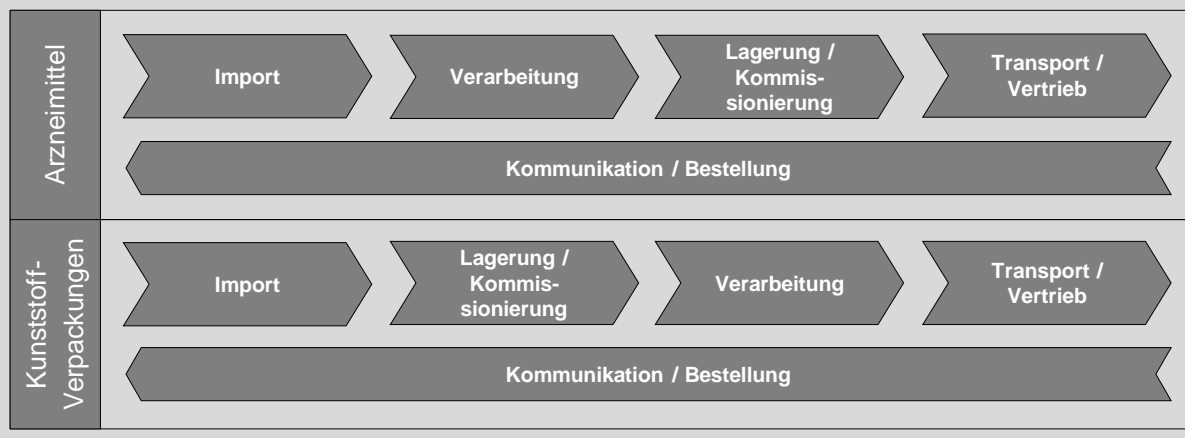 Arzneimittel
Import
Verarbeitung
Lagerung /
Kommis-
sionierung
Transport /
Vertrieb
Kommunikation / Bestellung
Kunststoff-
Verpackungen
Import
Lagerung /
Kommis-
sionierung
Verarbeitung
Transport /
Vertrieb
Kommunikation / Bestellung